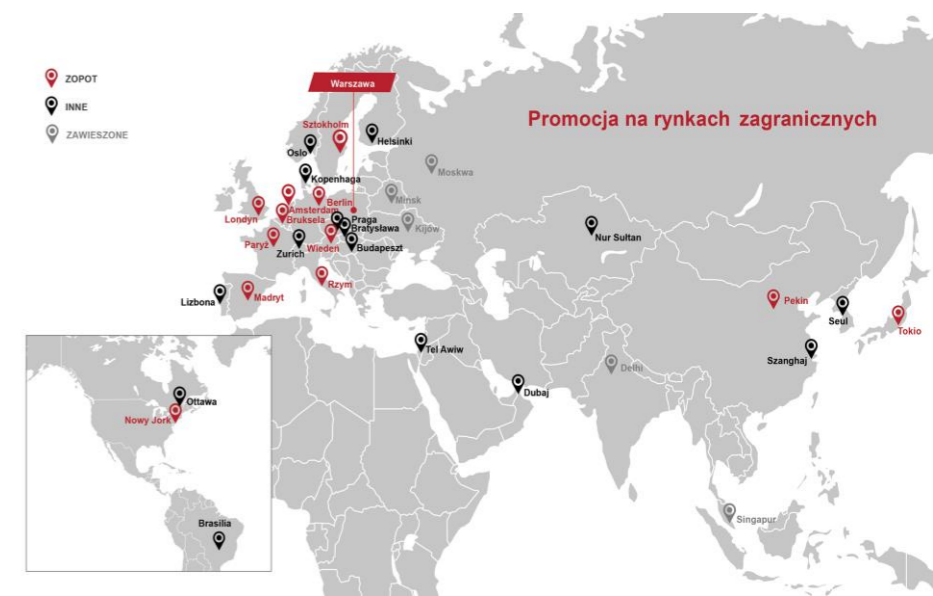 ZOPOT
INNE
ZAWIESZONE
Warszawa
Promocja na rynkach zagranicznych
Sztokholm
Helsinki
Oslo
Kopenhaga
Moskwa
Mińsk
Berlin
Amsterdam
Londyn
Bruksela
Praga
Bratysława
Kijów
Paryż
Zurich
Wiedeń
Budapeszt
Nur Sułtan
Rzym
Lizbona
Madryt
Pekin
Seul
Tokio
Tel Awiw
Szanghaj
Delhi
Dubaj
Ottawa
Nowy Jork
Singapur
Brasilia